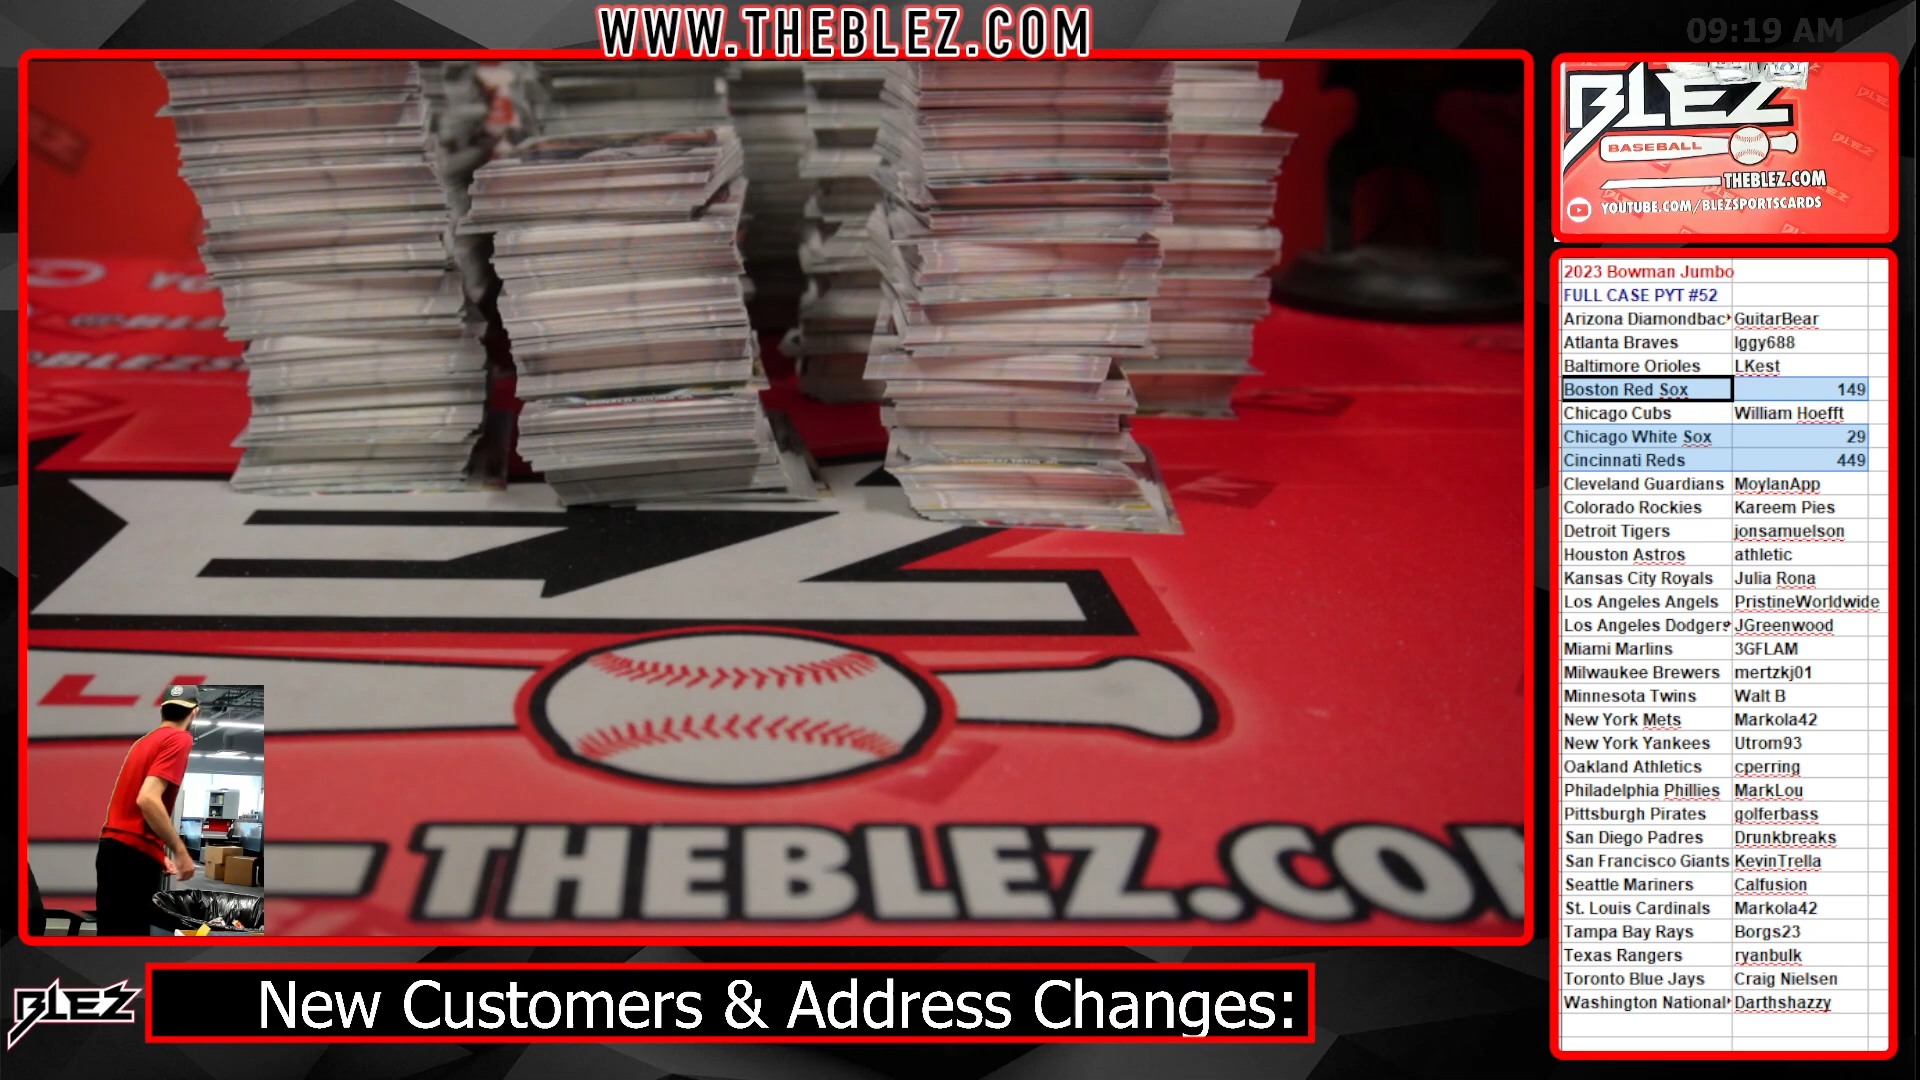 WWW.THEBLEZ.COM
09:19 AM
BLEZ
BASEBALL
THEBLEZ.COM
YOUTUBE.COM/BLEZSPORTSCARDS
2023 Bowman Jumbo
FULL CASE PYT #52
Arizona Diamondbac GuitarBear
Atlanta Braves Iggy688
Baltimore Orioles LKest
Boston Red Sox 149
Chicago Cubs William Hoefft
Chicago White Sox 29
Cincinnati Reds 449
Cleveland Guardians MoylanApp
Colorado Rockies Kareem Pies
Detroit Tigers jonsamuelson
Houston Astros athletic
Kansas City Royals Julia Rona
Los Angeles Angels PristineWorldwide
Los Angeles Dodgers JGreenwood
Miami Marlins 3GFLAM
Milwaukee Brewers mertzkj01
Minnesota Twins Walt B
New York Mets Markola42
New York Yankees Utrom93
Oakland Athletics cperring
Philadelphia Phillies MarkLou
Pittsburgh Pirates golferbass
San Diego Padres Drunkbreaks
San Francisco Giants KevinTrella
Seattle Mariners Calfusion
St. Louis Cardinals Markola42
Tampa Bay Rays Borgs23
Texas Rangers ryanbulk
Toronto Blue Jays Craig Nielsen
Washington National Darthshazzy
THEBLEZ.CO
BLEZ
New Customers & Address Changes: